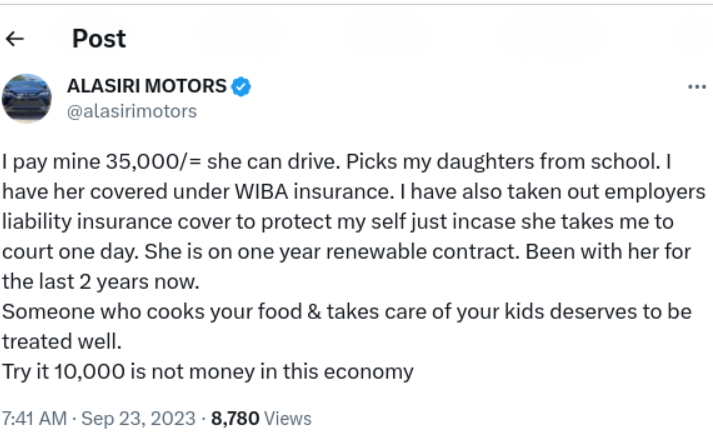 Post
ALASIRI MOTORS
@alasirimotors
I pay mine 35,000/= she can drive. Picks my daughters from school. I
have her covered under WIBA insurance. I have also taken out employers
liability insurance cover to protect my self just incase she takes me to
court one day. She is on one year renewable contract. Been with her for
the last 2 years now.
Someone who cooks your food & takes care of your kids deserves to be
treated well.
Try it 10,000 is not money in this economy
7:41 AM · Sep 23, 2023 · 8,780 Views